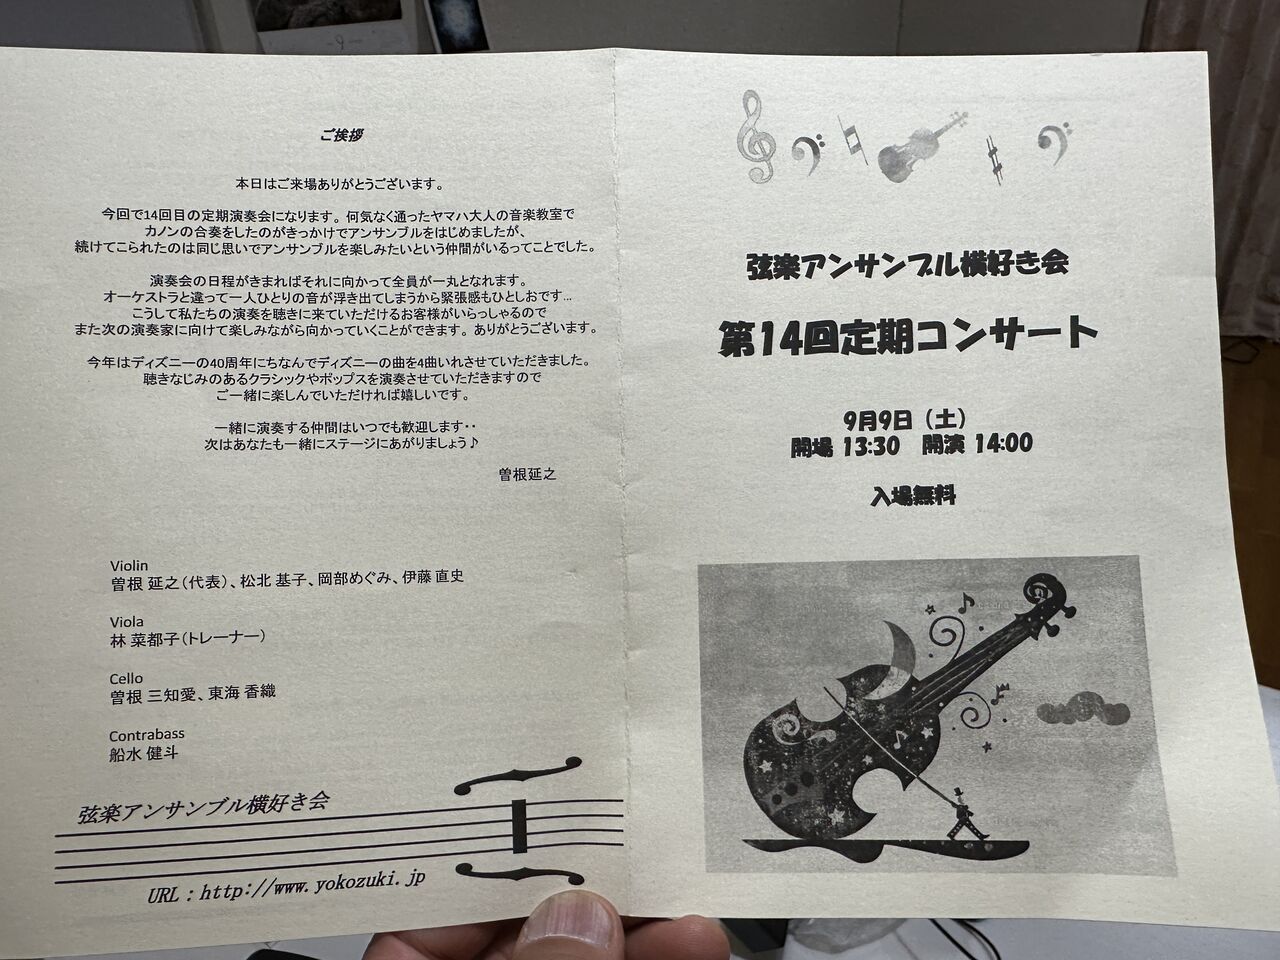 ご挨拶
本日はご来場ありがとうございます。
今回で14回目の定期演奏会になります。何気なく通ったヤマハ大人の音楽教室で
カノンの合奏をしたのがきっかけでアンサンブルをはじめましたが、
続けてこられたのは同じ思いでアンサンブルを楽しみたいという仲間がいるってことでした。
演奏会の日程がきまればそれに向かって全員が一丸となれます。
オーケストラと違って一人ひとりの音が浮き出てしまうから緊張感もひとしおです...
こうして私たちの演奏を聴きに来ていただけるお客様がいらっしゃるので
また次の演奏家に向けて楽しみながら向かっていくことができます。ありがとうございます。
今年はディズニーの40周年にちなんでディズニーの曲を4曲いれさせていただきました。
聴きなじみのあるクラシックやポップスを演奏させていただきますので
ご一緒に楽しんでいただければ嬉しいです。
一緒に演奏する仲間はいつでも歓迎します・・
次はあなたも一緒にステージにあがりましょう♪
曽根延之
Violin
曽根 延之(代表)、松北 基子、岡部めぐみ、伊藤 直史
Viola
林 菜都子(トレーナー)
Cello
曽根 三知愛、東海 香織
Contrabass
船水 健斗
弦楽アンサンブル横好き会
URL：http://www.yokozuki.jp
弦楽アンサンブル横好き会
第14回定期コンサート
9月9日（土）
開場 13:30　開演 14:00
入場無料